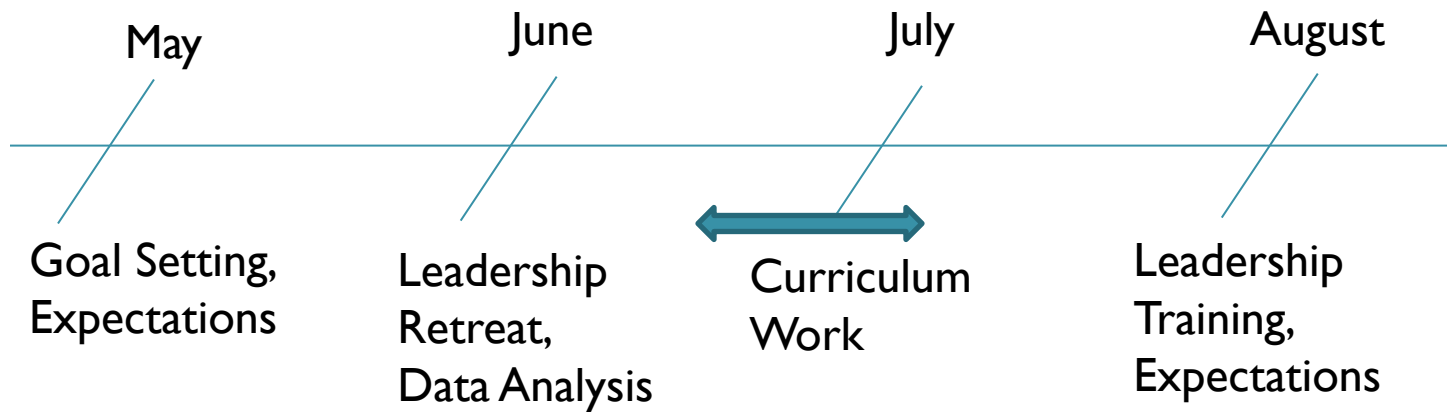 May
June
July
August
Goal Setting,
Expectations
Leadership
Retreat,
Data Analysis
Curriculum
Work
Leadership
Training,
Expectations